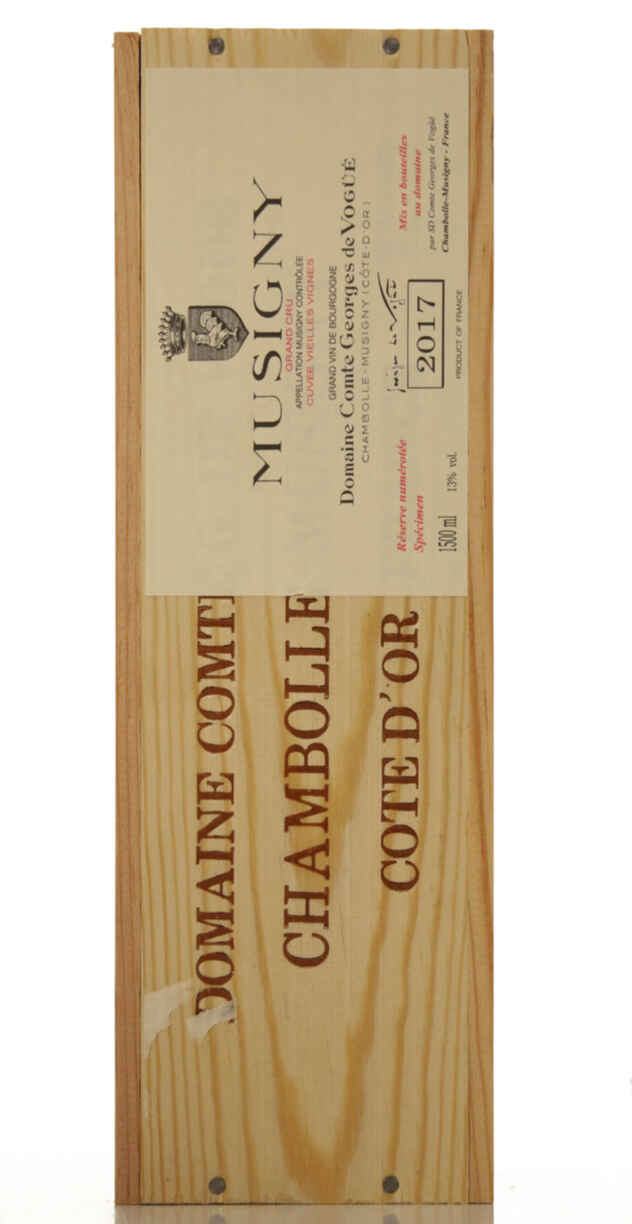 MUSIGNY
GRAND CRU
APPELLATION MUSIGNY CONTRÔLÉE
CUVÉE VIEILLES VIGNES
GRAND VIN DE BOURGOGNE
Domaine Comte Georges de VOGÜÉ
CHAMBOLLE-MUSIGNY (CÔTE-D'OR)
Réserve numérotée
Spécimen
1500 ml 13% vol.
2017
PRODUCT OF FRANCE
Mis en bouteilles
au domaine
par SD Comte Georges de Vogüé
Chambolle-Musigny - France
DOMAINE COMT
CHAMBOLLE
COTE D'OR